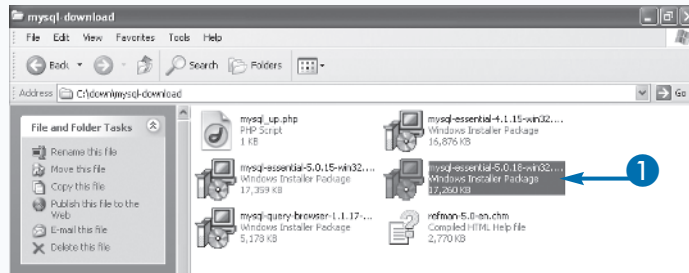 mysql-download
File Edit View Favorites Tools Help
Back Search Folders
Address C:\down\mysql-download Go
File and Folder Tasks
Rename this file
Move this file
Copy this file
Publish this file to the
Web
E-mail this file
Delete this file
mysql_up.php
PHP Script
1 KB
mysql-essential-4.1.15-win32....
Windows Installer Package
16,876 KB
mysql-essential-5.0.15-win32....
Windows Installer Package
17,359 KB
mysql-essential-5.0.18-win32....
Windows Installer Package
17,260 KB
1
mysql-query-browser-1.1.17-...
Windows Installer Package
5,178 KB
refman-5.0-en.chm
Compiled HTML Help file
2,770 KB